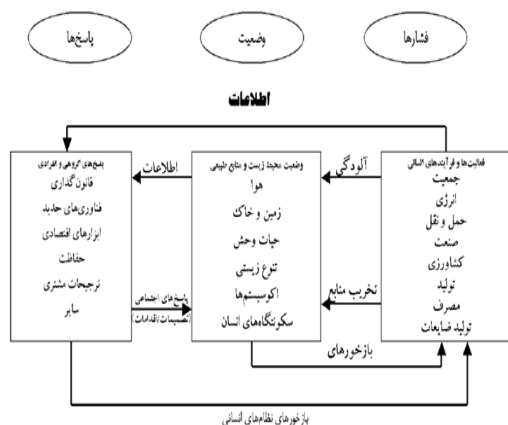 فشارها
وضعیت
پاسخ‌ها
اطلاعات
فعالیت‌ها و فرآیندهای انسانی
جمعیت
انرژی
حمل و نقل
صنعت
کشاورزی
تولید
مصرف
تولید ضایعات
آلودگی
تخریب منابع
وضعیت محیط زیست و منابع طبیعی
هوا
زمین و خاک
حیات وحش
تنوع زیستی
اکوسیستم‌ها
سکونتگاه‌های انسان
اطلاعات
پاسخ‌های اجتماعی
(تصمیمات/اقدامات)
پاسخ‌های گروهی و انفرادی
قانون‌گذاری
فناوری‌های جدید
ابزارهای اقتصادی
حفاظت
ترجیحات مشتری
سایر
بازخورهای
بازخورهای نظام‌های انسانی